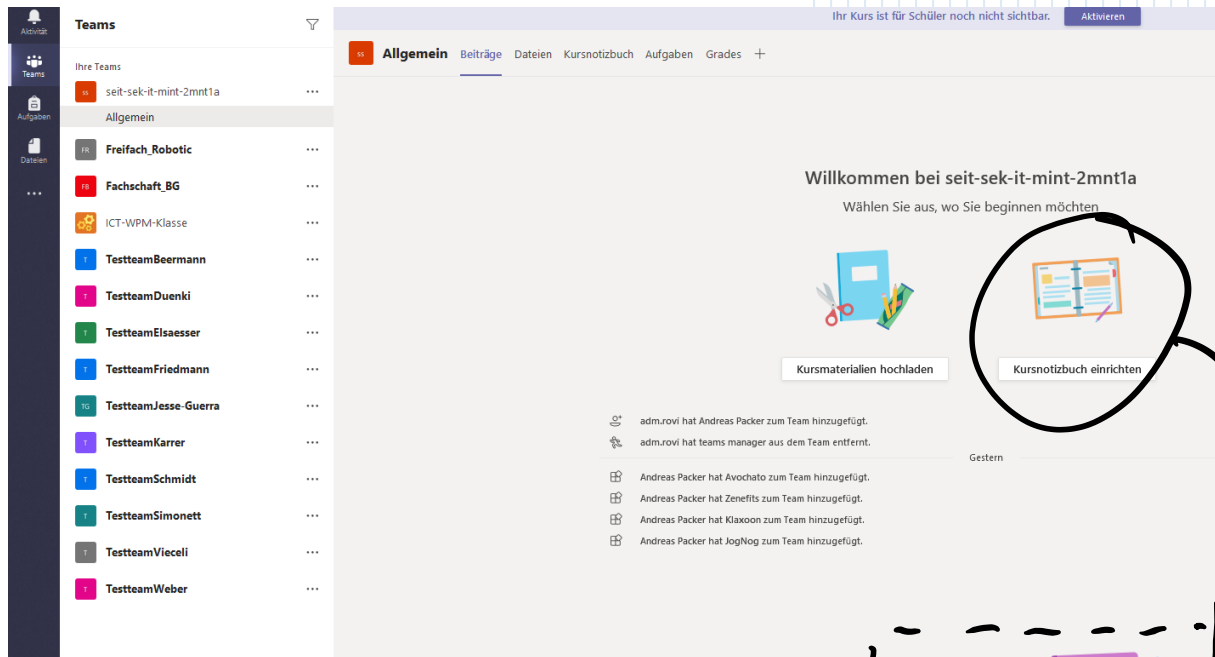 Aktivität
Teams
Aufgaben
Dateien
Teams
Ihre Teams
ss seit-sek-it-mint-2mnt1a
Allgemein
FR Freifach_Robotic
FB Fachschaft_BG
ICT-WPM-Klasse
T TestteamBeermann
T TestteamDuenki
T TestteamElsaesser
T TestteamFriedmann
TG TestteamJesse-Guerra
T TestteamKarrer
T TestteamSchmidt
T TestteamSimonett
T TestteamVieceli
T TestteamWeber
Ihr Kurs ist für Schüler noch nicht sichtbar. Aktivieren
ss Allgemein Beiträge Dateien Kursnotizbuch Aufgaben Grades +
Willkommen bei seit-sek-it-mint-2mnt1a
Wählen Sie aus, wo Sie beginnen möchten
Kursmaterialien hochladen Kursnotizbuch einrichten
adm.rovi hat Andreas Packer zum Team hinzugefügt.
adm.rovi hat teams manager aus dem Team entfernt.
Gestern
Andreas Packer hat Avochato zum Team hinzugefügt.
Andreas Packer hat Zenefits zum Team hinzugefügt.
Andreas Packer hat Klaxoon zum Team hinzugefügt.
Andreas Packer hat JogNog zum Team hinzugefügt.